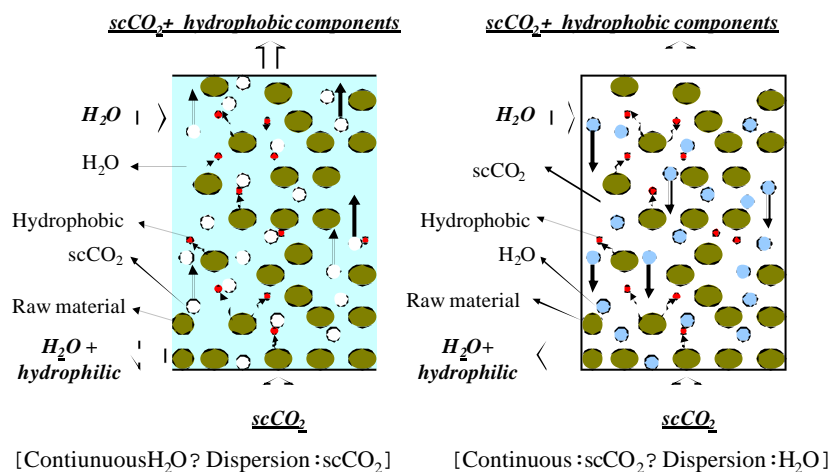 scCO2+ hydrophobic components
H2O
H2O
Hydrophobic
scCO2
Raw material
H2O +
hydrophilic
scCO2
[ContiunuousH2O? Dispersion:scCO2]
scCO2+ hydrophobic components
H2O
scCO2
Hydrophobic
H2O
Raw material
H2O+
hydrophilic
scCO2
[Continuous:scCO2? Dispersion:H2O]